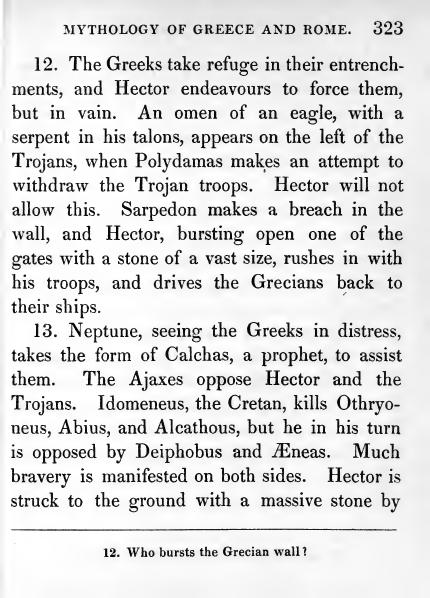 MYTHOLOGY OF GREECE AND ROME. 323
12. The Greeks take refuge in their entrench-
ments, and Hector endeavours to force them,
but in vain. An omen of an eagle, with a
serpent in his talons, appears on the left of the
Trojans, when Polydamas makes an attempt to
withdraw the Trojan troops. Hector will not
allow this. Sarpedon makes a breach in the
wall, and Hector, bursting open one of the
gates with a stone of a vast size, rushes in with
his troops, and drives the Grecians back to
their ships.
13. Neptune, seeing the Greeks in distress,
takes the form of Calchas, a prophet, to assist
them. The Ajaxes oppose Hector and the
Trojans. Idomeneus, the Cretan, kills Othryo-
neus, Abius, and Alcathous, but he in his turn
is opposed by Deiphobus and Æneas. Much
bravery is manifested on both sides. Hector is
struck to the ground with a massive stone by
12. Who bursts the Grecian wall?